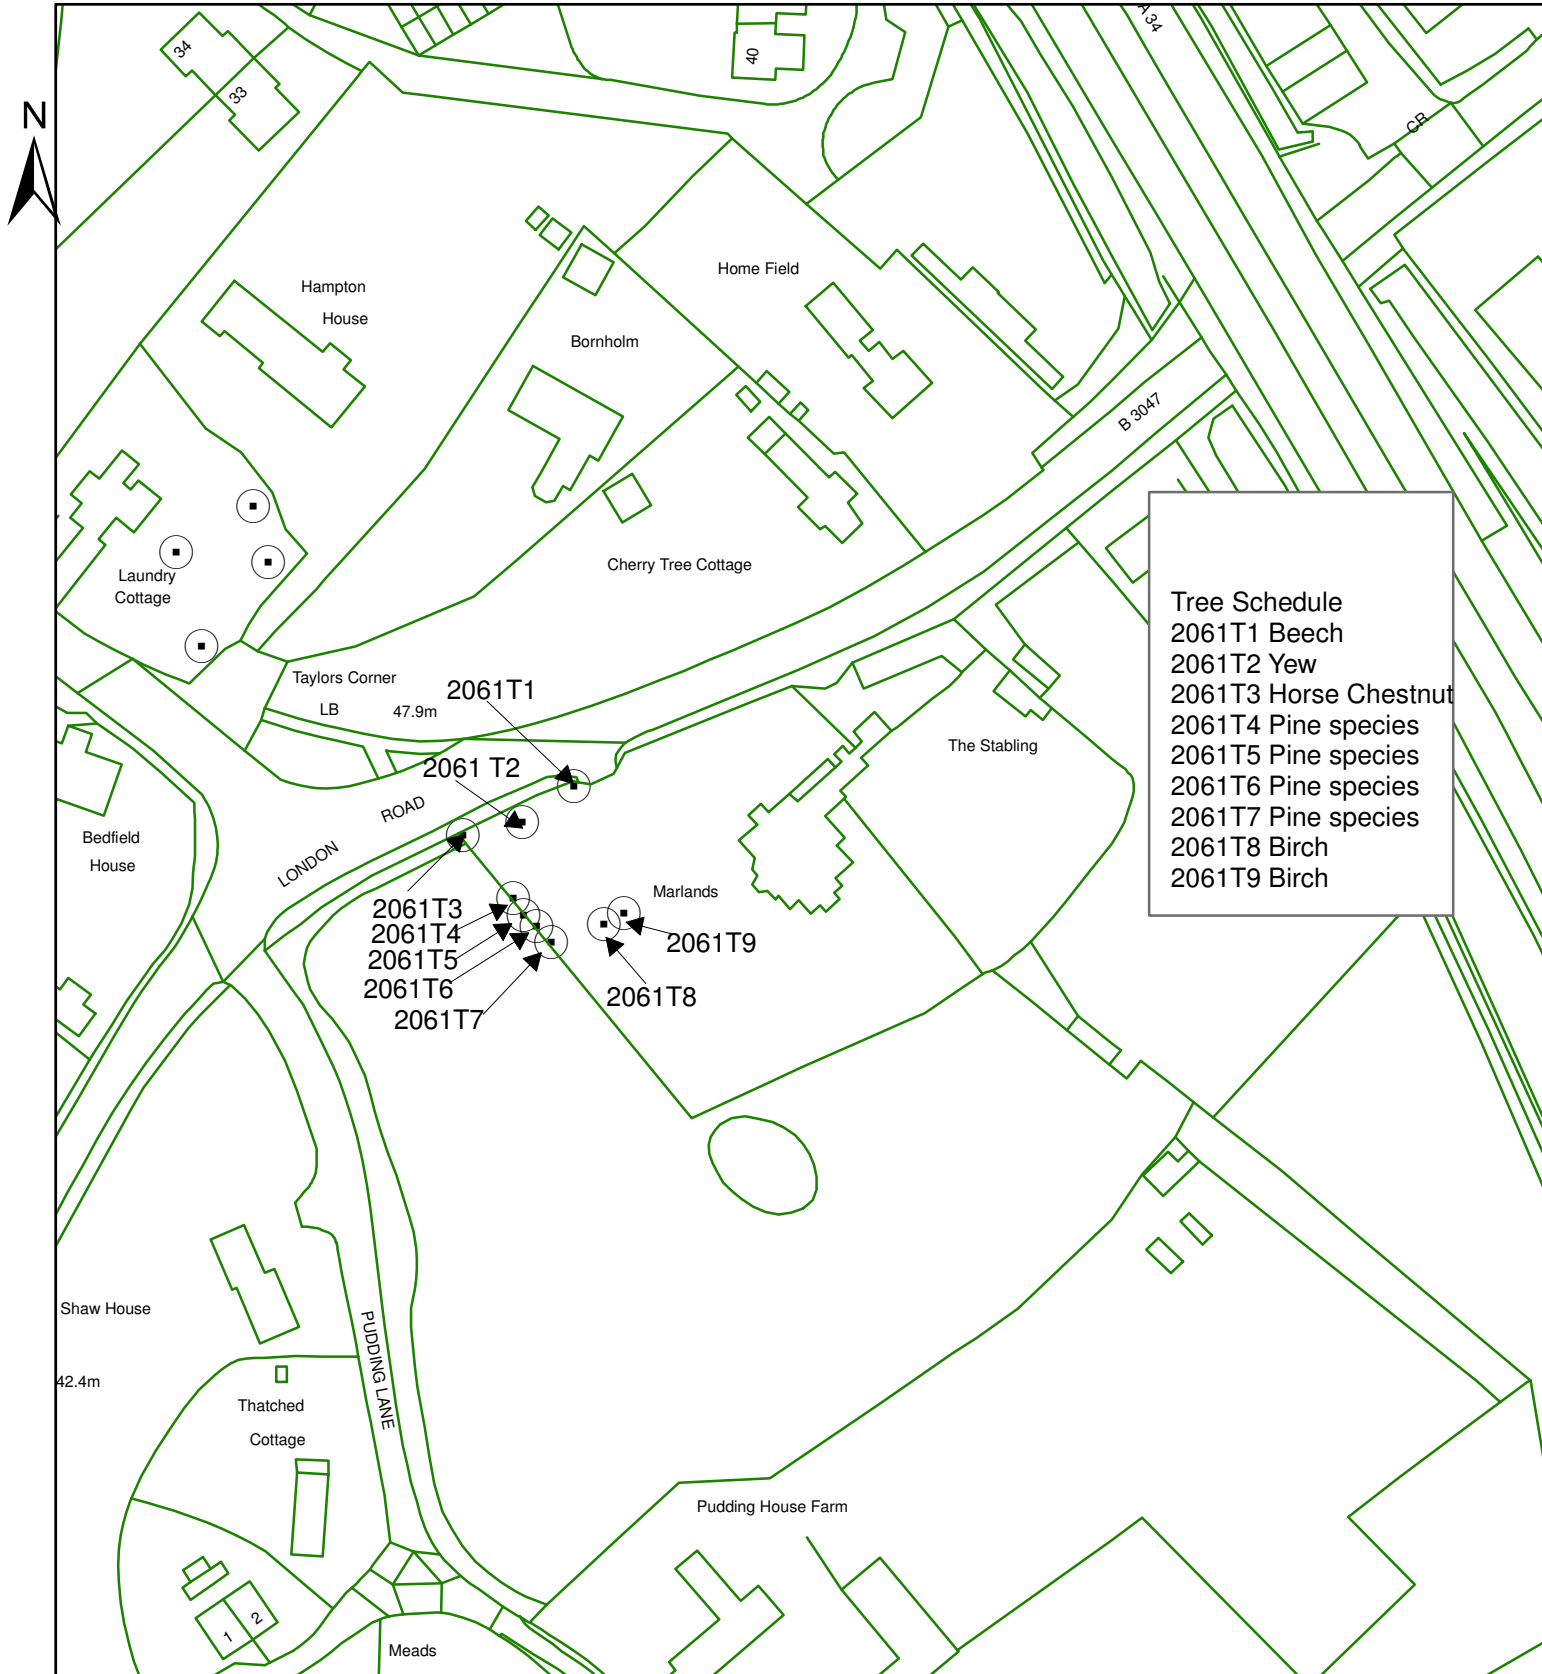 A 34
34
40
33
N
CR
Home Field
Hampton
House
Bornholm
B 3047
Cherry Tree Cottage
Laundry
Cottage
Tree Schedule
2061T1 Beech
2061T2 Yew
2061T3 Horse Chestnut
2061T4 Pine species
2061T5 Pine species
2061T6 Pine species
2061T7 Pine species
2061T8 Birch
2061T9 Birch
Taylors Corner
LB
47.9m
2061T1
The Stabling
2061 T2
LONDON ROAD
Bedfield
House
Marlands
2061T3
2061T4
2061T5
2061T6
2061T7
2061T9
2061T8
Shaw House
PUDDING LANE
42.4m
Thatched
Cottage
Pudding House Farm
1
2
Meads